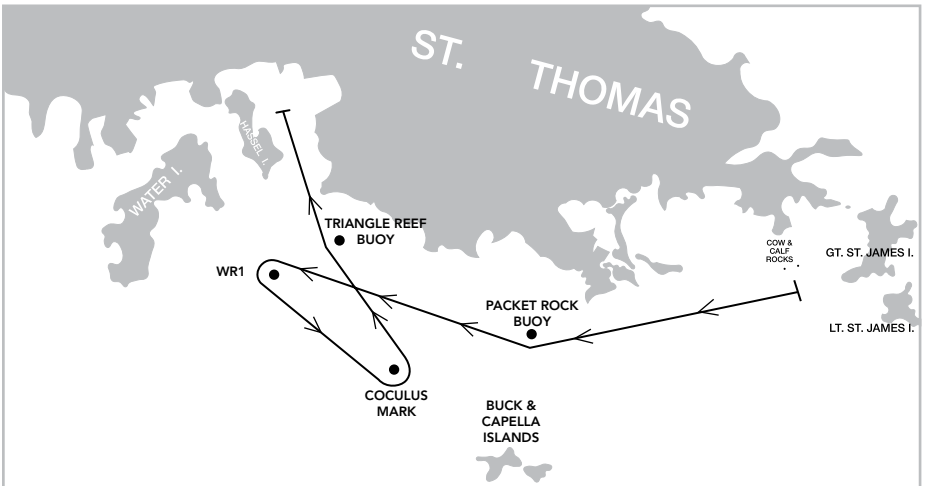 ST.
THOMAS
HASSEL I.
WATER I.
TRIANGLE REEF
BUOY
COW &
CALF
ROCKS
GT. ST. JAMES I.
WR1
PACKET ROCK
BUOY
LT. ST. JAMES I.
COCULUS
MARK
BUCK &
CAPELLA
ISLANDS